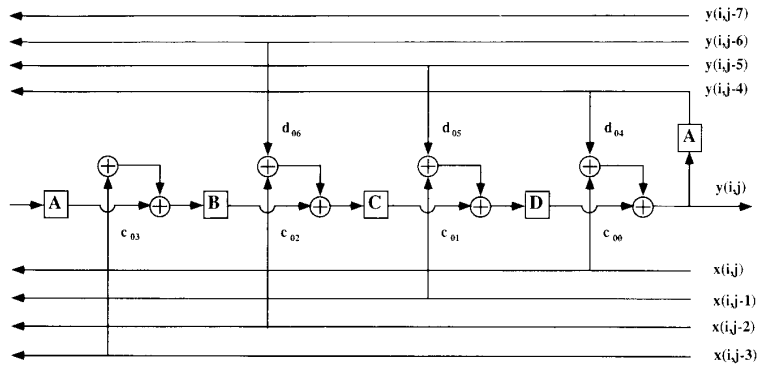 y(i,j-7)
y(i,j-6)
y(i,j-5)
y(i,j-4)
d06 d05 d04 A
A B C D y(i,j)
c03 c02 c01 c00
x(i,j)
x(i,j-1)
x(i,j-2)
x(i,j-3)